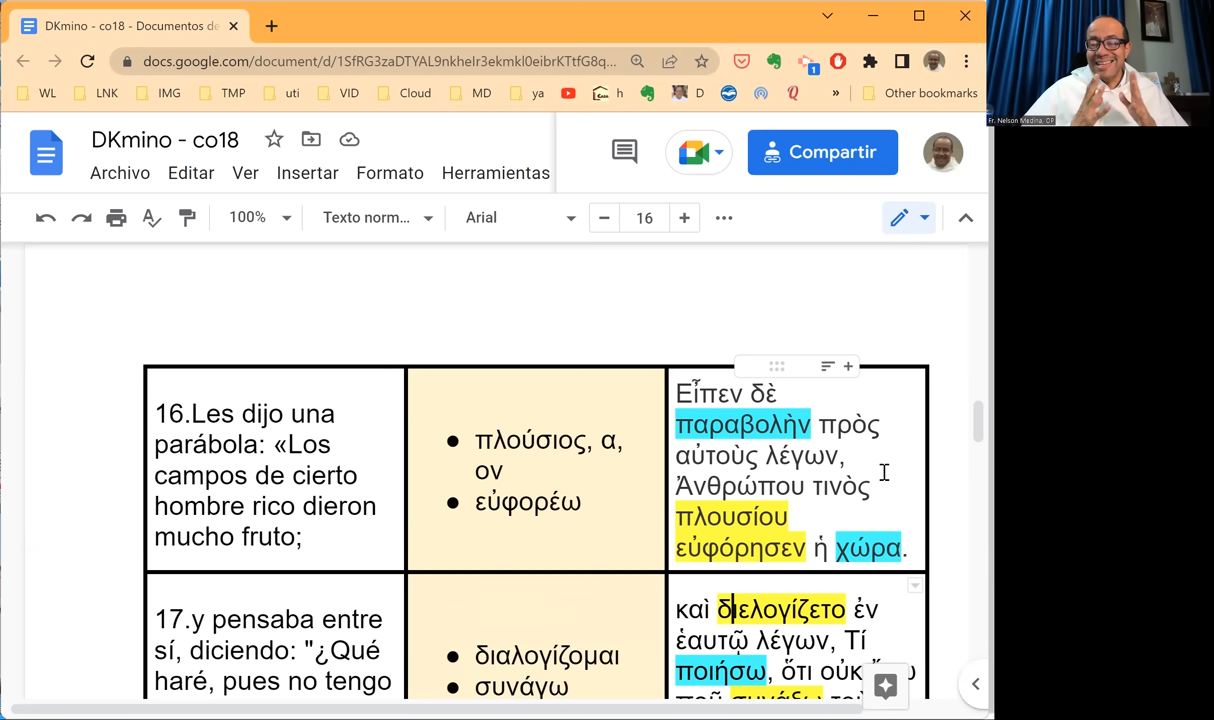 DKmino - co18 - Documentos de
docs.google.com/document/d/1SfRG3zaDTYAL9nkheIr3ekmkl0eibrKTtfG8q...
WL LNK IMG TMP uti VID Cloud MD ya h D » Other bookmarks
Fr. Nelson Medina, OP
DKmino - co18
Compartir
Archivo Editar Ver Insertar Formato Herramientas
100% Texto norm... Arial 16
16.Les dijo una
parábola: «Los
campos de cierto
hombre rico dieron
mucho fruto;
πλούσιος, α,
ον
εὐφορέω
Εἶπεν δὲ
παραβολὴν πρὸς
αὐτοὺς λέγων,
Ἀνθρώπου τινὸς
πλουσίου
εὐφόρησεν ἡ χώρα.
17.y pensaba entre
sí, diciendo: "¿Qué
haré, pues no tengo
διαλογίζομαι
συνάγω
καὶ διελογίζετο ἐν
ἑαυτῷ λέγων, Τί
ποιήσω, ὅτι οὐκ